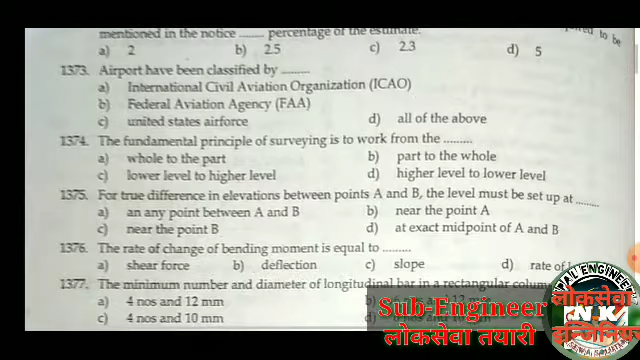 mentioned in the notice ........ percentage of the estimate.
to be
a) 2 b) 2.5 c) 2.3 d) 5
1373. Airport have been classified by .........
a) International Civil Aviation Organization (ICAO)
b) Federal Aviation Agency (FAA)
c) united states airforce d) all of the above
1374. The fundamental principle of surveying is to work from the .........
a) whole to the part b) part to the whole
c) lower level to higher level d) higher level to lower level
1375. For true difference in elevations between points A and B, the level must be set up at ........
a) an any point between A and B b) near the point A
c) near the point B d) at exact midpoint of A and B
1376. The rate of change of bending moment is equal to .........
a) shear force b) deflection c) slope d) rate of
1377. The minimum number and diameter of longitudinal bar in a rectangular
a) 4 nos and 12 mm b)
c) 4 nos and 10 mm d)
Sub-Engineer
लोकसेवा तयारी
लोकसेवा
इन्जिनियर